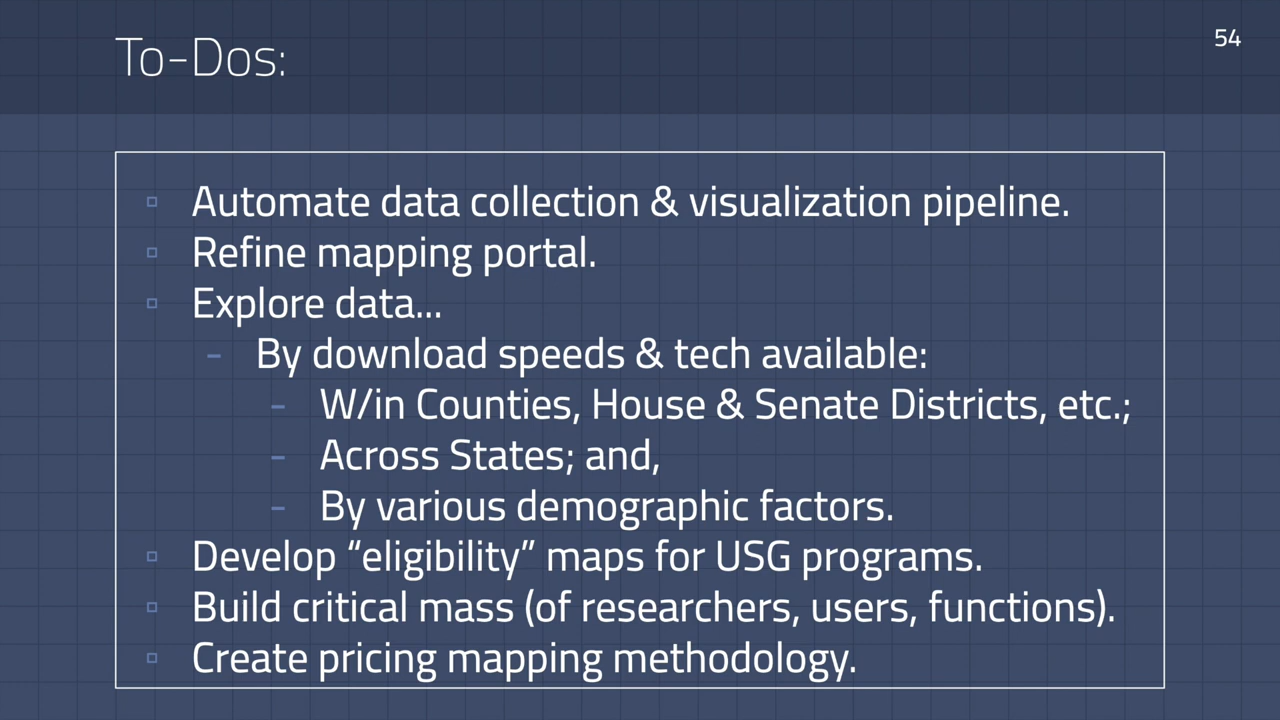 To-Dos:
54
Automate data collection & visualization pipeline.
Refine mapping portal.
Explore data...
- By download speeds & tech available:
- W/in Counties, House & Senate Districts, etc.;
- Across States; and,
- By various demographic factors.
Develop “eligibility” maps for USG programs.
Build critical mass (of researchers, users, functions).
Create pricing mapping methodology.